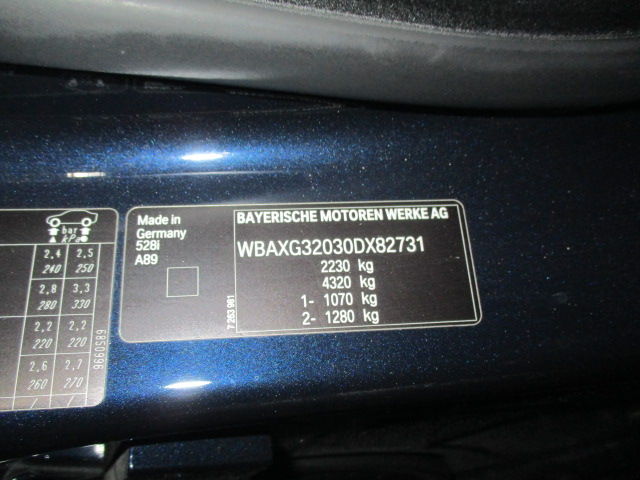 BAYERISCHE MOTOREN WERKE AG
Made in
Germany
528i
A89
WBAXG32030DX82731
2230 kg
4320 kg
1- 1070 kg
2- 1280 kg
7 263 981
bar
kPa
2,4 2,5
240 250
2,8 3,3
280 330
2,2 2,2
220 220
2,6 2,7
260 270
/ /
6850996